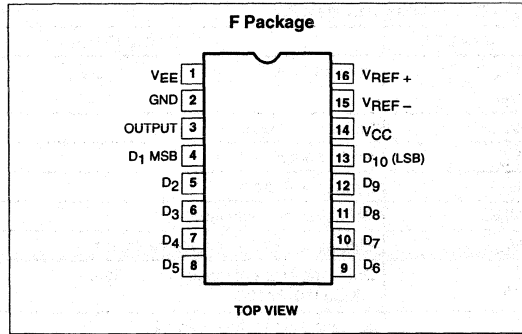 F Package
VEE 1
GND 2
OUTPUT 3
D1 MSB 4
D2 5
D3 6
D4 7
D5 8
16 VREF +
15 VREF –
14 VCC
13 D10 (LSB)
12 D9
11 D8
10 D7
9 D6
TOP VIEW